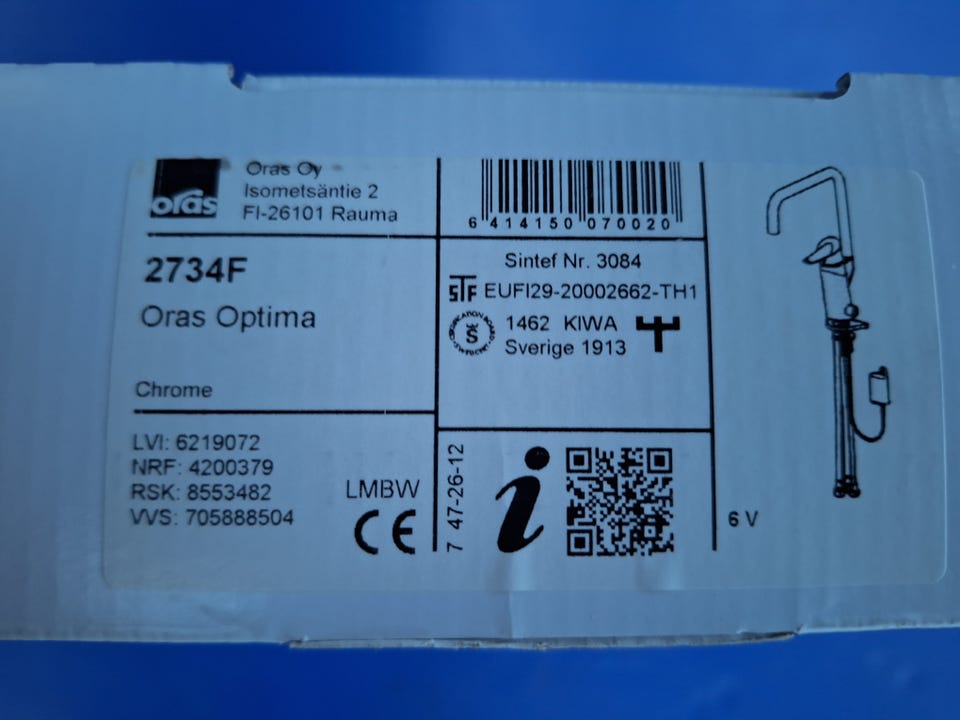 oras
Oras Oy
Isometsäntie 2
FI-26101 Rauma
2734F
Oras Optima
Chrome
LVI: 6219072
NRF: 4200379
RSK: 8553482
VVS: 705888504
LMBW
CE
6 414150 070020
Sintef Nr. 3084
STF EUFI29-20002662-TH1
1462 KIWA
Sverige 1913
7 47-26-12
i
6 V